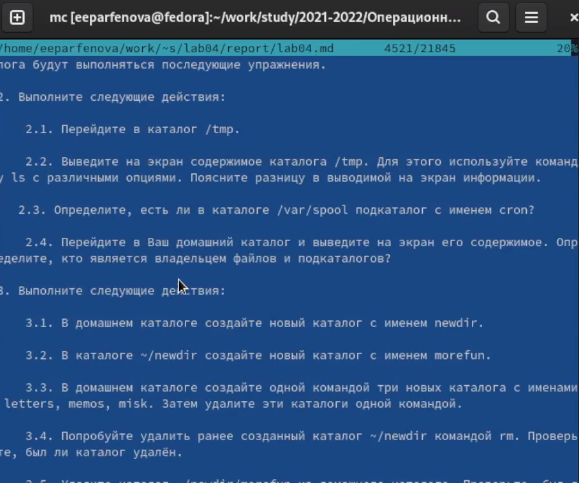 mc [eeparfenova@fedora]:~/work/study/2021-2022/Операционн...
/home/eeparfenova/work/~s/lab04/report/lab04.md 4521/21845 20%
лога будут выполняться последующие упражнения.
2. Выполните следующие действия:
2.1. Перейдите в каталог /tmp.
2.2. Выведите на экран содержимое каталога /tmp. Для этого используйте команд
у ls с различными опциями. Поясните разницу в выводимой на экран информации.
2.3. Определите, есть ли в каталоге /var/spool подкаталог с именем cron?
2.4. Перейдите в Ваш домашний каталог и выведите на экран его содержимое. Опр
еделите, кто является владельцем файлов и подкаталогов?
3. Выполните следующие действия:
3.1. В домашнем каталоге создайте новый каталог с именем newdir.
3.2. В каталоге ~/newdir создайте новый каталог с именем morefun.
3.3. В домашнем каталоге создайте одной командой три новых каталога с именами
letters, memos, misk. Затем удалите эти каталоги одной командой.
3.4. Попробуйте удалить ранее созданный каталог ~/newdir командой rm. Проверь
те, был ли каталог удалён.